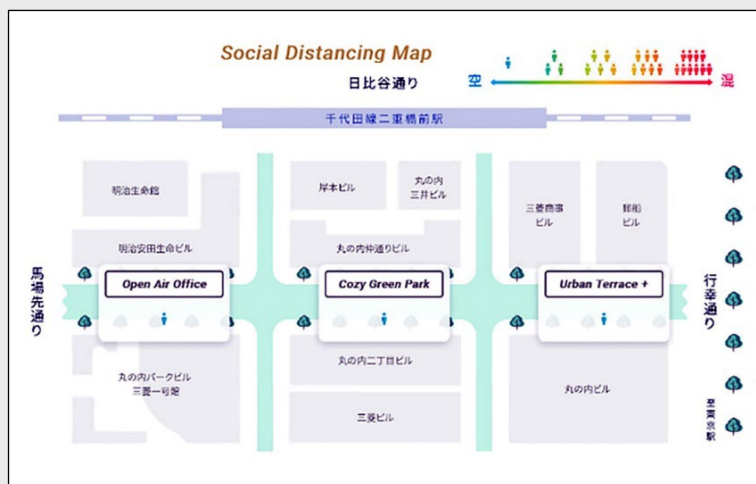 Social Distancing Map
日比谷通り
空
混
千代田線二重橋前駅
明治生命館
岸本ビル
丸の内
三井ビル
三菱商事
ビル
郵船
ビル
明治安田生命ビル
丸の内仲通りビル
馬場先通り
Open Air Office
Cozy Green Park
Urban Terrace +
行幸通り
丸の内パークビル
三菱一号館
丸の内二丁目ビル
丸の内ビル
三菱ビル
至東京駅